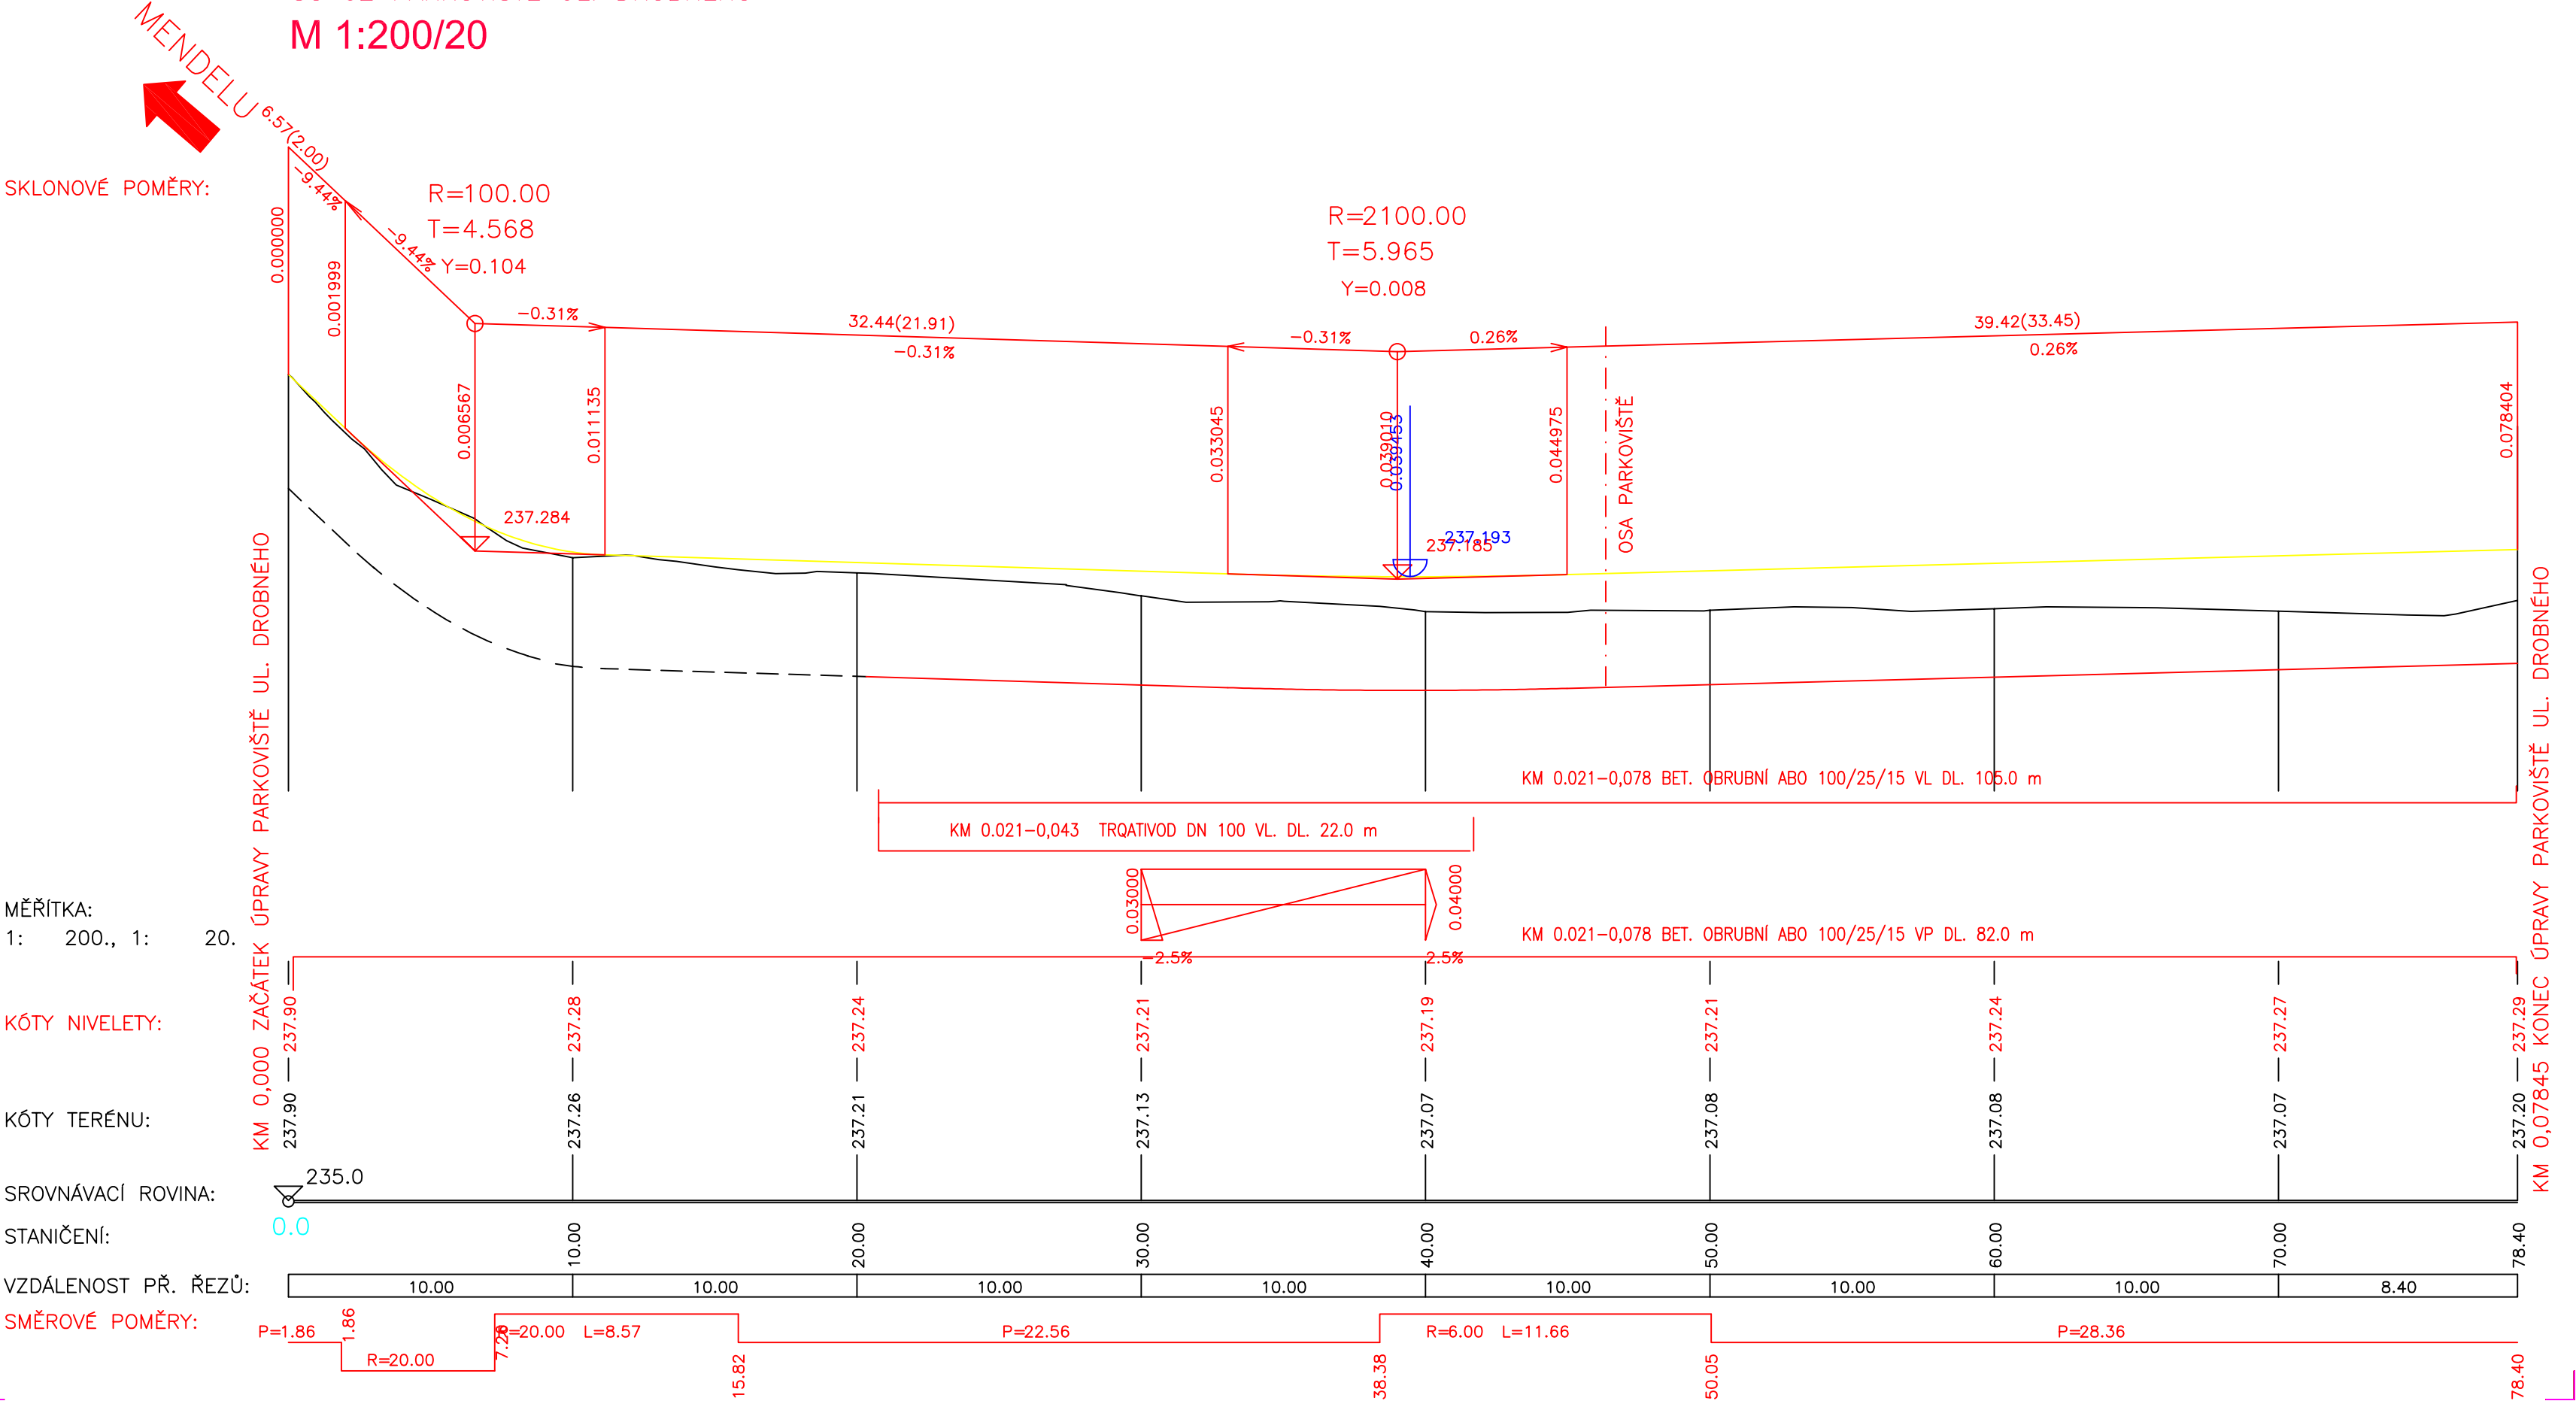 M 1:200/20
MENDELU
SKLONOVÉ POMĚRY:
6.57(2.00)
-9.44%
-9.44%
R=100.00
T=4.568
Y=0.104
R=2100.00
T=5.965
Y=0.008
-0.31%
32.44(21.91)
-0.31%
-0.31%
0.26%
39.42(33.45)
0.26%
0.000000
0.001999
0.006567
0.011135
0.033045
0.039010
0.039453
0.044975
OSA PARKOVIŠTĚ
0.078404
237.284
237.193
237.185
KM 0,000 ZAČÁTEK ÚPRAVY PARKOVIŠTĚ UL. DROBNÉHO
KM 0,07845 KONEC ÚPRAVY PARKOVIŠTĚ UL. DROBNÉHO
KM 0.021-0,078 BET. OBRUBNÍ ABO 100/25/15 VL DL. 105.0 m
KM 0.021-0,043 TRQATIVOD DN 100 VL. DL. 22.0 m
0.03000
0.04000
MĚŘÍTKA:
1: 200., 1: 20.
KM 0.021-0,078 BET. OBRUBNÍ ABO 100/25/15 VP DL. 82.0 m
-2.5%
2.5%
KÓTY NIVELETY:
237.90
237.28
237.24
237.21
237.19
237.21
237.24
237.27
237.29
KÓTY TERÉNU:
237.90
237.26
237.21
237.13
237.07
237.08
237.08
237.07
237.20
SROVNÁVACÍ ROVINA:
235.0
STANIČENÍ:
0.0
10.00
20.00
30.00
40.00
50.00
60.00
70.00
78.40
VZDÁLENOST PŘ. ŘEZŮ:
10.00
10.00
10.00
10.00
10.00
10.00
10.00
8.40
SMĚROVÉ POMĚRY:
P=1.86
1.86
R=20.00
R=20.00 L=8.57
15.82
P=22.56
38.38
R=6.00 L=11.66
50.05
P=28.36
78.40